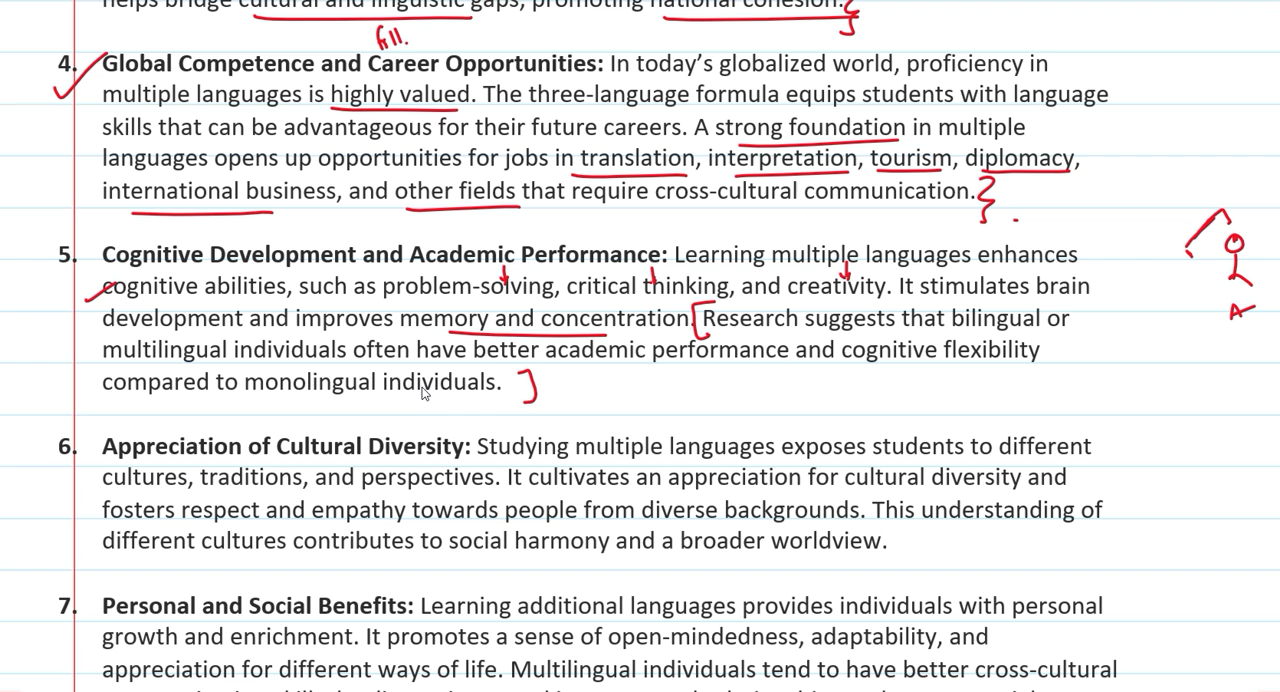 helps bridge cultural and linguistic gaps, promoting national cohesion.
fill.
4. Global Competence and Career Opportunities: In today's globalized world, proficiency in
multiple languages is highly valued. The three-language formula equips students with language
skills that can be advantageous for their future careers. A strong foundation in multiple
languages opens up opportunities for jobs in translation, interpretation, tourism, diplomacy,
international business, and other fields that require cross-cultural communication.
5. Cognitive Development and Academic Performance: Learning multiple languages enhances
cognitive abilities, such as problem-solving, critical thinking, and creativity. It stimulates brain
development and improves memory and concentration. Research suggests that bilingual or
multilingual individuals often have better academic performance and cognitive flexibility
compared to monolingual individuals.
6. Appreciation of Cultural Diversity: Studying multiple languages exposes students to different
cultures, traditions, and perspectives. It cultivates an appreciation for cultural diversity and
fosters respect and empathy towards people from diverse backgrounds. This understanding of
different cultures contributes to social harmony and a broader worldview.
7. Personal and Social Benefits: Learning additional languages provides individuals with personal
growth and enrichment. It promotes a sense of open-mindedness, adaptability, and
appreciation for different ways of life. Multilingual individuals tend to have better cross-cultural